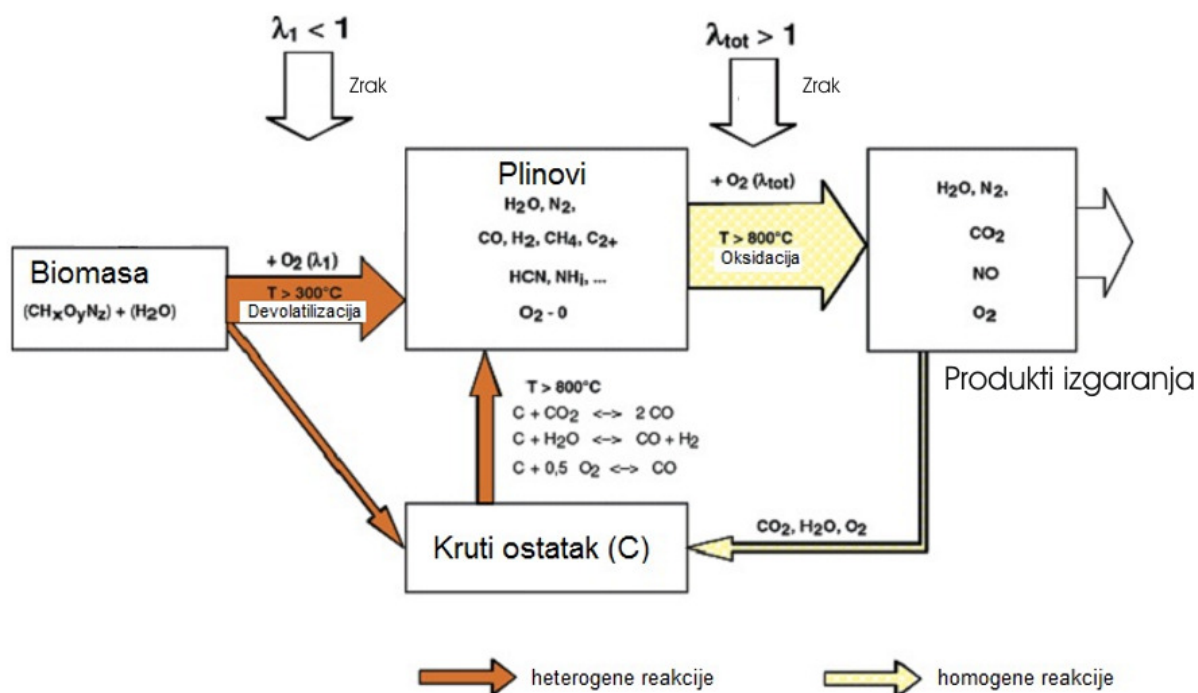 λ₁ < 1
Zrak
λtot > 1
Zrak
Biomasa
(CHₓOᵧN_z) + (H₂O)
+ O₂ (λ₁)
T > 300°C
Devolatilizacija
Plinovi
H₂O, N₂,
CO, H₂, CH₄, C₂₊
HCN, NHᵢ, ...
O₂ - 0
+ O₂ (λtot)
T > 800°C
Oksidacija
H₂O, N₂,
CO₂
NO
O₂
Produkti izgaranja
T > 800°C
C + CO₂ <-> 2 CO
C + H₂O <-> CO + H₂
C + 0,5 O₂ <-> CO
Kruti ostatak (C)
CO₂, H₂O, O₂
heterogene reakcije
homogene reakcije